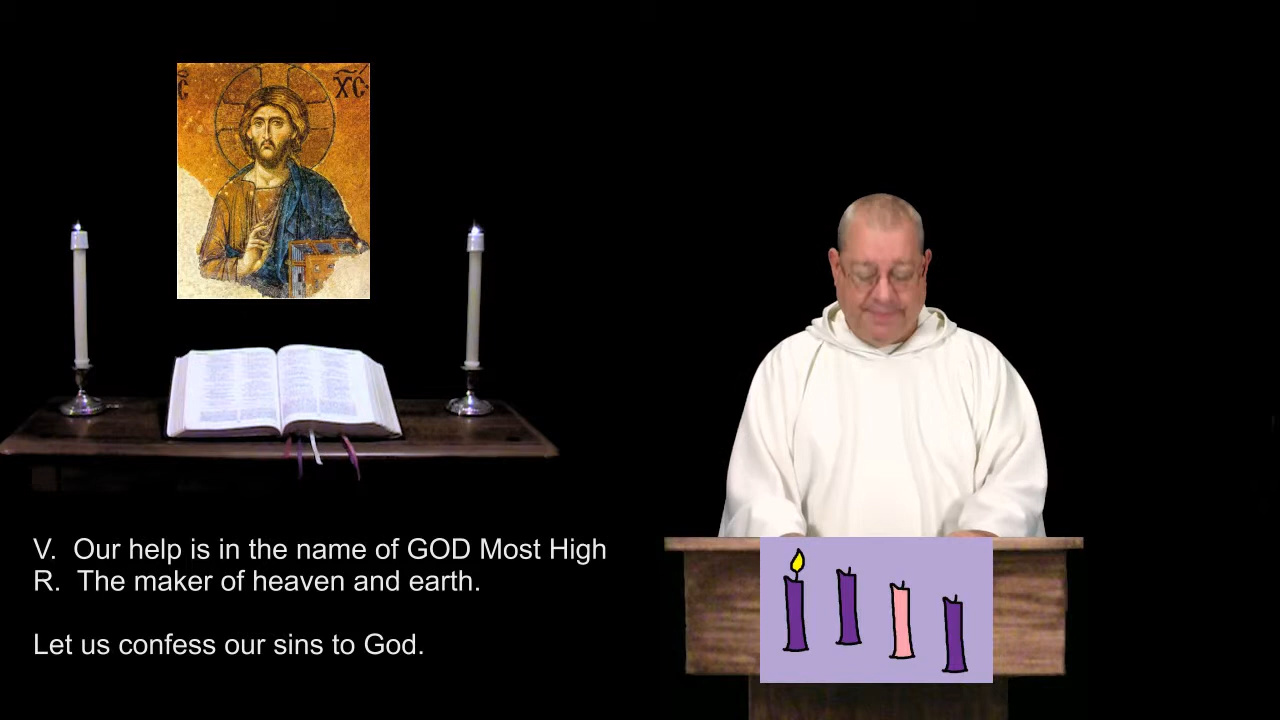 X͠C
V.  Our help is in the name of GOD Most High
R.  The maker of heaven and earth.
Let us confess our sins to God.